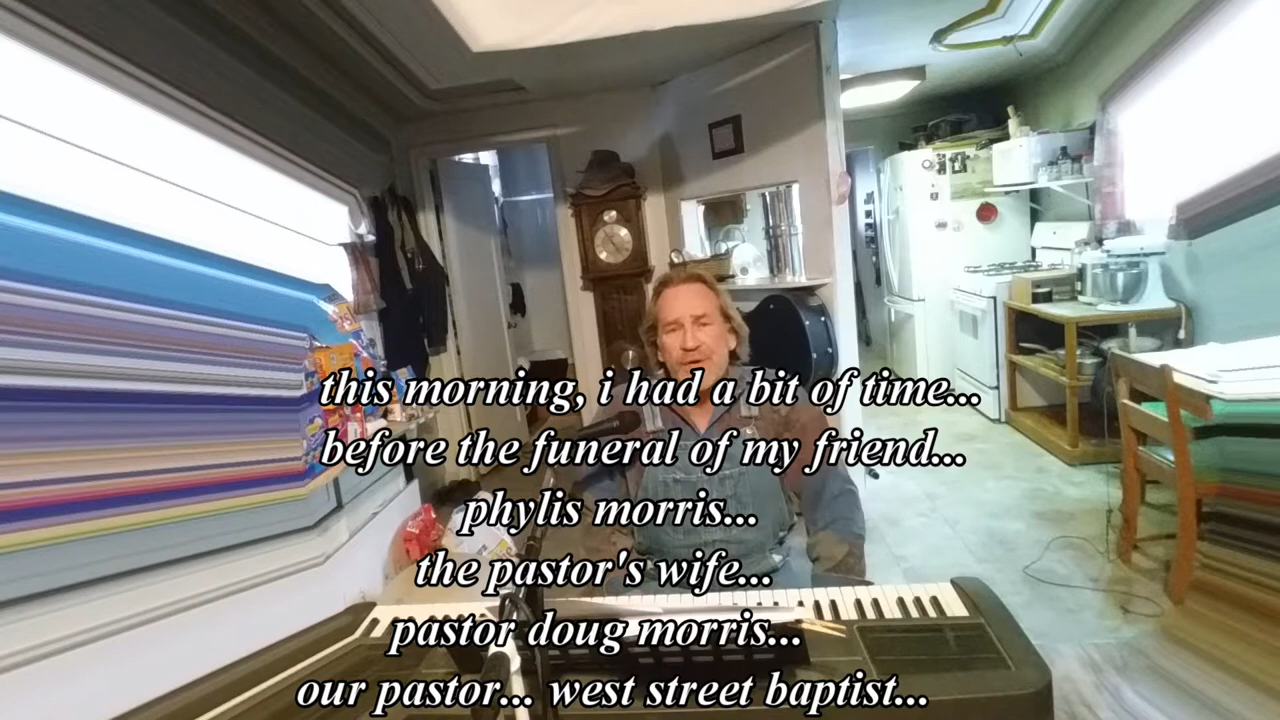 this morning, i had a bit of time...
before the funeral of my friend...
phylis morris...
the pastor's wife...
pastor doug morris...
our pastor... west street baptist...